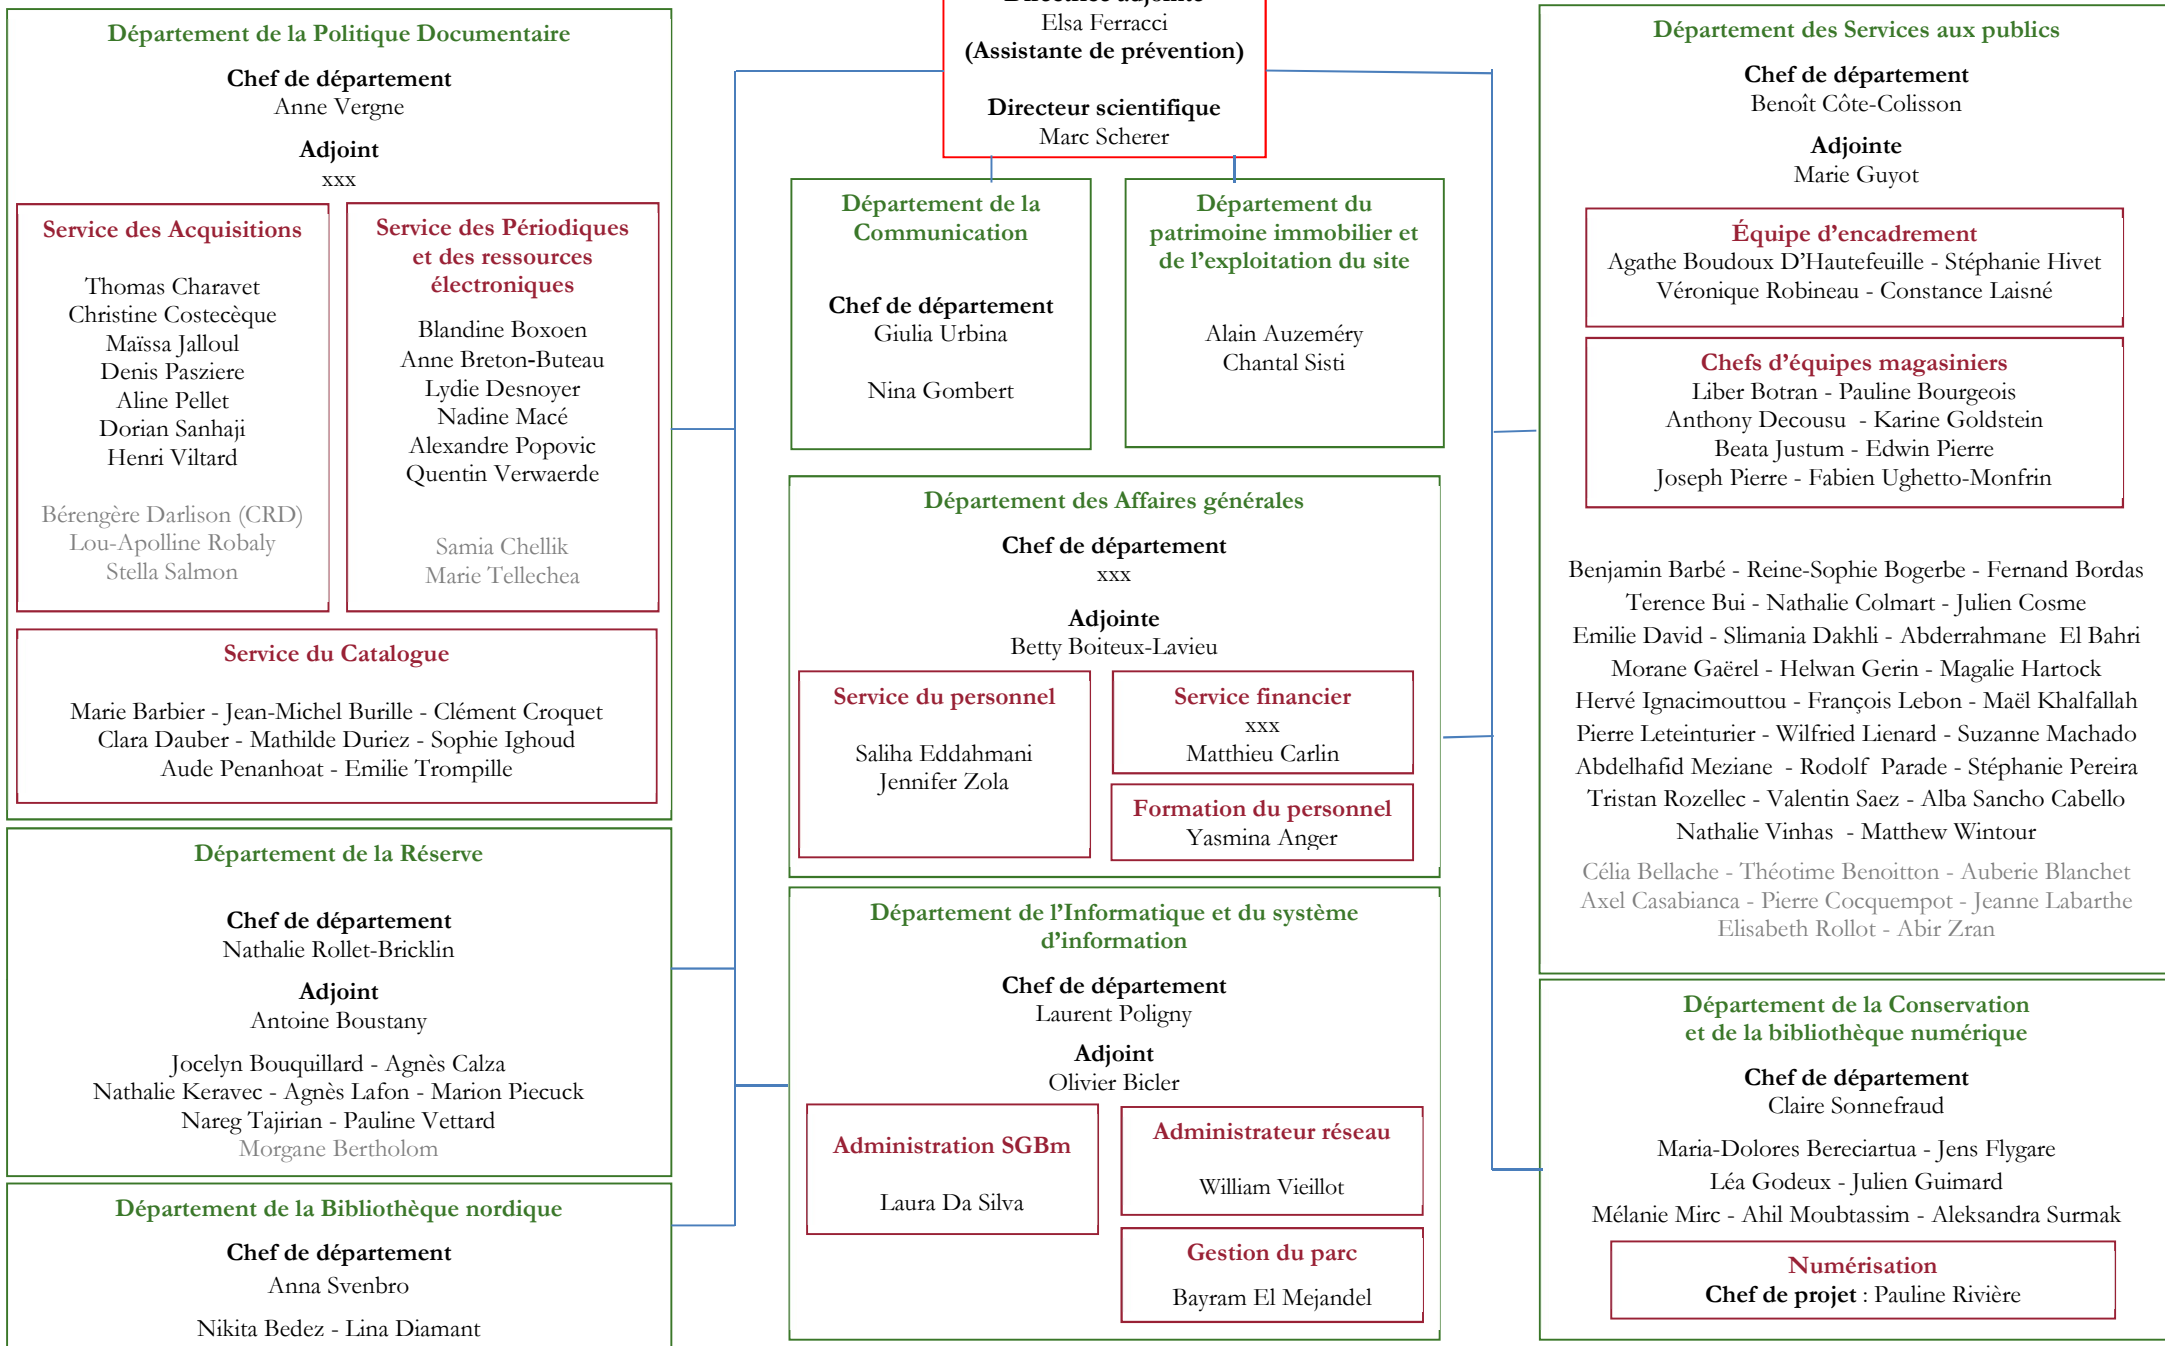 Département de la Politique Documentaire
Chef de département
Anne Vergne
Adjoint
xxx
Service des Acquisitions
Thomas Charavet
Christine Costecèque
Maïssa Jalloul
Denis Pasziere
Aline Pellet
Dorian Sanhaji
Henri Viltard
Bérengère Darlison (CRD)
Lou-Apolline Robaly
Stella Salmon
Service des Périodiques
et des ressources
électroniques
Blandine Boxoen
Anne Breton-Buteau
Lydie Desnoyer
Nadine Macé
Alexandre Popovic
Quentin Verwaerde
Samia Chellik
Marie Tellechea
Service du Catalogue
Marie Barbier - Jean-Michel Burille - Clément Croquet
Clara Dauber - Mathilde Duriez - Sophie Ighoud
Aude Penanhoat - Emilie Trompille
Département de la Réserve
Chef de département
Nathalie Rollet-Bricklin
Adjoint
Antoine Boustany
Jocelyn Bouquillard - Agnès Calza
Nathalie Keravec - Agnès Lafon - Marion Piecuck
Nareg Tajirian - Pauline Vettard
Morgane Bertholom
Département de la Bibliothèque nordique
Chef de département
Anna Svenbro
Nikita Bedez - Lina Diamant
Directrice adjointe
Elsa Ferracci
(Assistante de prévention)
Directeur scientifique
Marc Scherer
Département de la
Communication
Chef de département
Giulia Urbina
Nina Gombert
Département du
patrimoine immobilier et
de l'exploitation du site
Alain Auzeméry
Chantal Sisti
Département des Affaires générales
Chef de département
xxx
Adjointe
Betty Boiteux-Lavieu
Service du personnel
Saliha Eddahmani
Jennifer Zola
Service financier
xxx
Matthieu Carlin
Formation du personnel
Yasmina Anger
Département de l'Informatique et du système
d'information
Chef de département
Laurent Poligny
Adjoint
Olivier Bicler
Administration SGBm
Laura Da Silva
Administrateur réseau
William Vieillot
Gestion du parc
Bayram El Mejandel
Département des Services aux publics
Chef de département
Benoît Côte-Colisson
Adjointe
Marie Guyot
Équipe d'encadrement
Agathe Boudoux D'Hautefeuille - Stéphanie Hivet
Véronique Robineau - Constance Laisné
Chefs d'équipes magasiniers
Liber Botran - Pauline Bourgeois
Anthony Decousu - Karine Goldstein
Beata Justum - Edwin Pierre
Joseph Pierre - Fabien Ughetto-Monfrin
Benjamin Barbé - Reine-Sophie Bogerbe - Fernand Bordas
Terence Bui - Nathalie Colmart - Julien Cosme
Emilie David - Slimania Dakhli - Abderrahmane El Bahri
Morane Gaërel - Helwan Gerin - Magalie Hartock
Hervé Ignacimouttou - François Lebon - Maël Khalfallah
Pierre Leteinturier - Wilfried Lienard - Suzanne Machado
Abdelhafid Meziane - Rodolf Parade - Stéphanie Pereira
Tristan Rozellec - Valentin Saez - Alba Sancho Cabello
Nathalie Vinhas - Matthew Wintour
Célia Bellache - Théotime Benoitton - Auberie Blanchet
Axel Casabianca - Pierre Cocquempot - Jeanne Labarthe
Elisabeth Rollot - Abir Zran
Département de la Conservation
et de la bibliothèque numérique
Chef de département
Claire Sonnefraud
Maria-Dolores Bereciartua - Jens Flygare
Léa Godeux - Julien Guimard
Mélanie Mirc - Ahil Moubtassim - Aleksandra Surmak
Numérisation
Chef de projet : Pauline Rivière